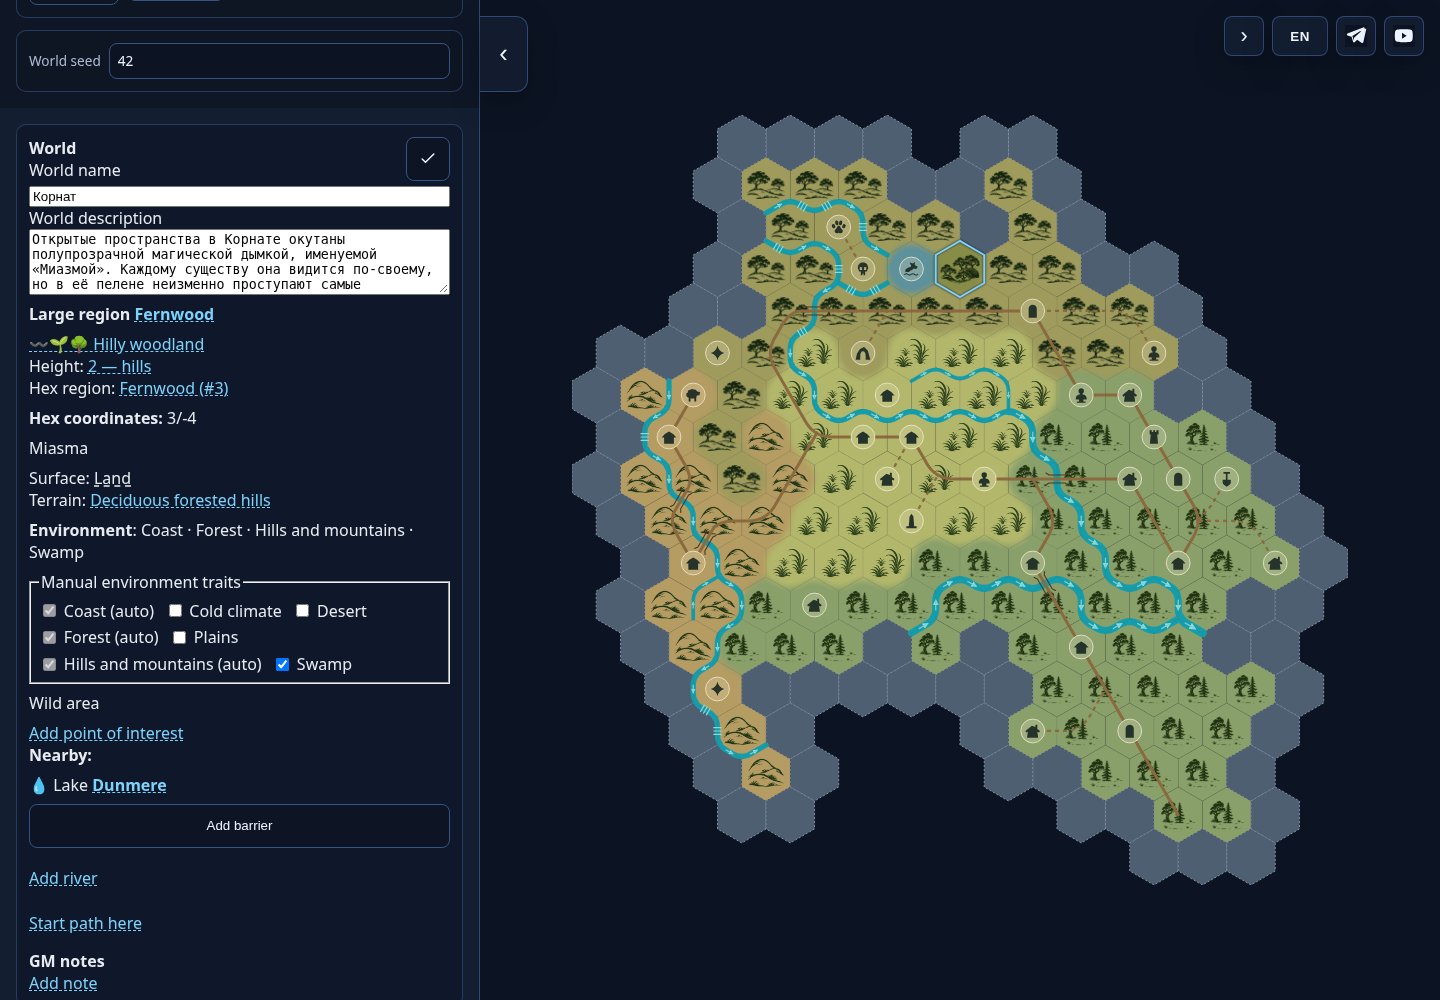 World seed
42
‹
›
EN
World
World name
Корнат
World description
Открытые пространства в Корнате окутаны
полупрозрачной магической дымкой, именуемой
«Миазмой». Каждому существу она видится по-своему,
но в её пелене неизменно проступают самые
Large region Fernwood
Hilly woodland
Height: 2 — hills
Hex region: Fernwood (#3)
Hex coordinates: 3/-4
Miasma
Surface: Land
Terrain: Deciduous forested hills
Environment: Coast · Forest · Hills and mountains ·
Swamp
Manual environment traits
Coast (auto) Cold climate Desert
Forest (auto) Plains
Hills and mountains (auto) Swamp
Wild area
Add point of interest
Nearby:
Lake Dunmere
Add barrier
Add river
Start path here
GM notes
Add note